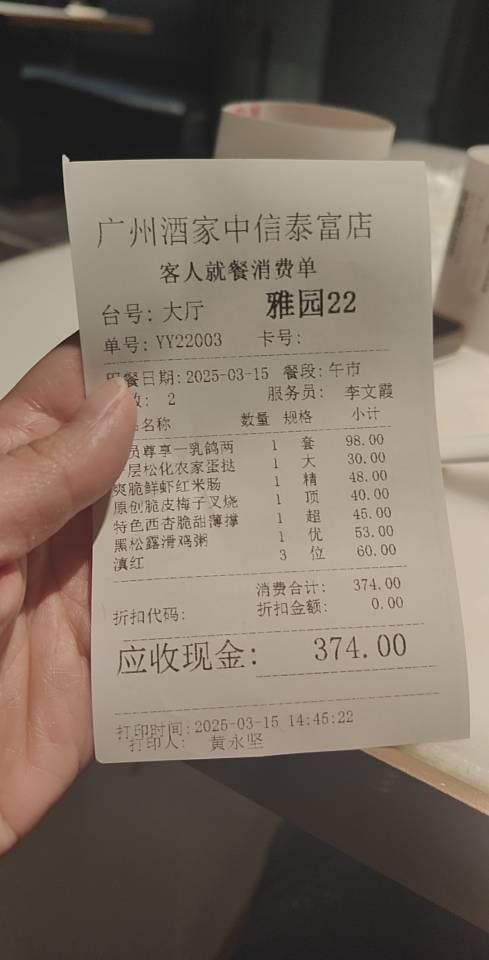 广州酒家中信泰富店
客人就餐消费单
台号: 大厅 雅园22
单号: YY22003 卡号:
餐日期: 2025-03-15 餐段: 午市
数: 2 服务员: 李文霞
名称 数量 规格 小计
员尊享一乳鸽两 1 套 98.00
层松化农家蛋挞 1 大 30.00
爽脆鲜虾红米肠 1 精 48.00
原创脆皮梅子叉烧 1 顶 40.00
特色西杏脆甜薄撑 1 超 45.00
黑松露滑鸡粥 1 优 53.00
滇红 3 位 60.00
消费合计: 374.00
折扣代码: 折扣金额: 0.00
应收现金: 374.00
打印时间: 2025-03-15 14:45:22
打印人: 黄永坚